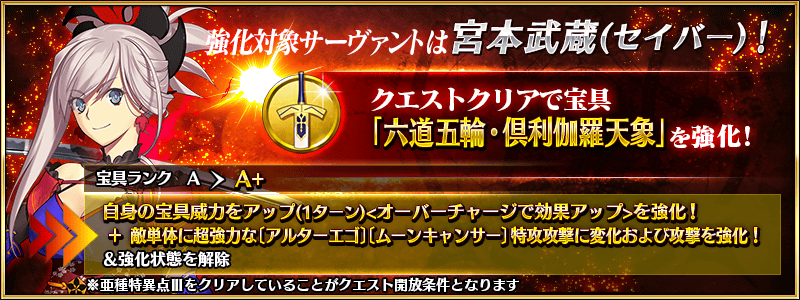 強化対象サーヴァントは宮本武蔵(セイバー)!
クエストクリアで宝具
「六道五輪・倶利伽羅天象」を強化!
宝具ランク A > A+
自身の宝具威力をアップ(1ターン)<オーバーチャージで効果アップ>を強化!
+ 敵単体に超強力な〔アルターエゴ〕〔ムーンキャンサー〕特攻攻撃に変化および攻撃を強化!
&強化状態を解除
※亜種特異点Ⅲをクリアしていることがクエスト開放条件となります